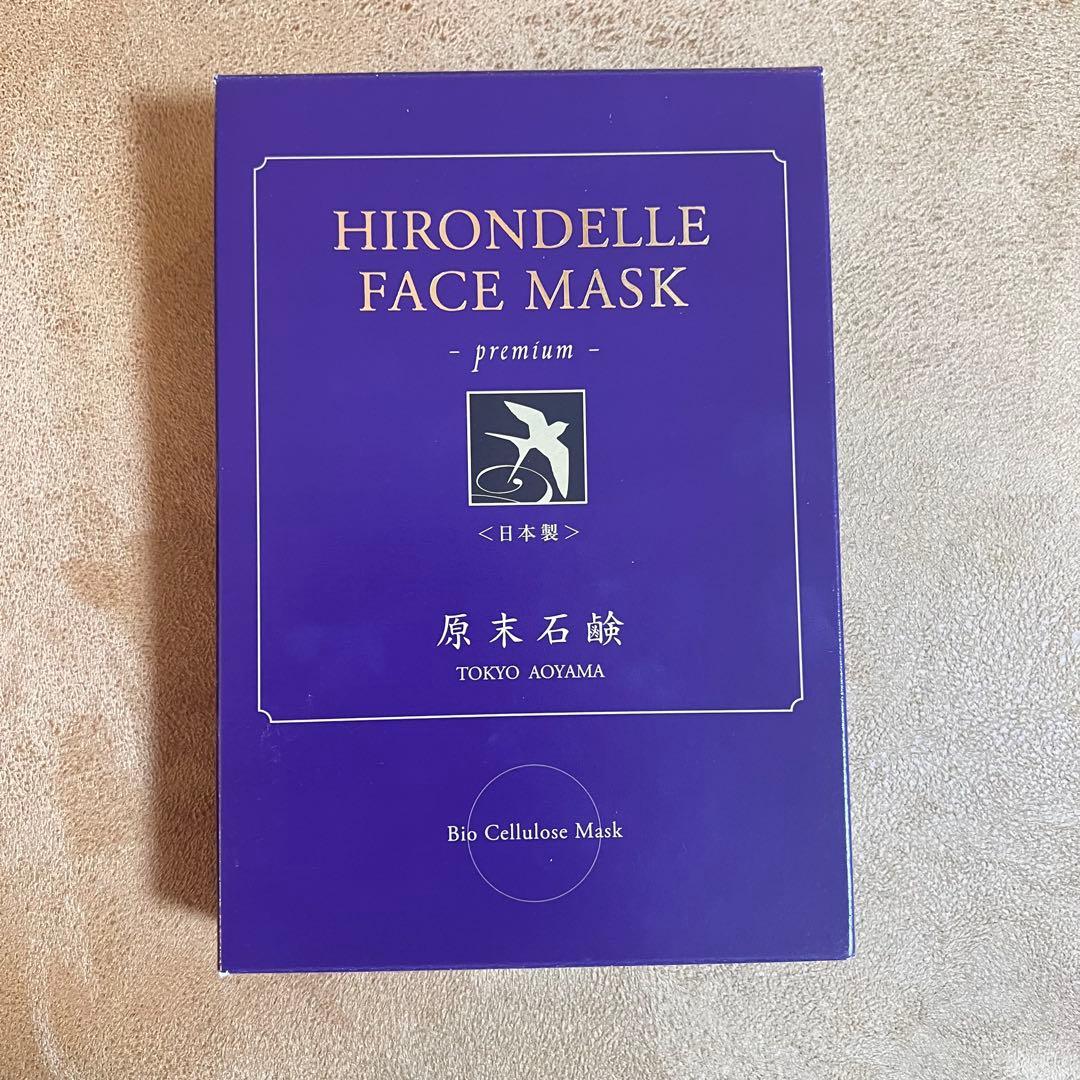 HIRONDELLE
FACE MASK
- premium -
<日本製>
原末石鹸
TOKYO AOYAMA
Bio Cellulose Mask